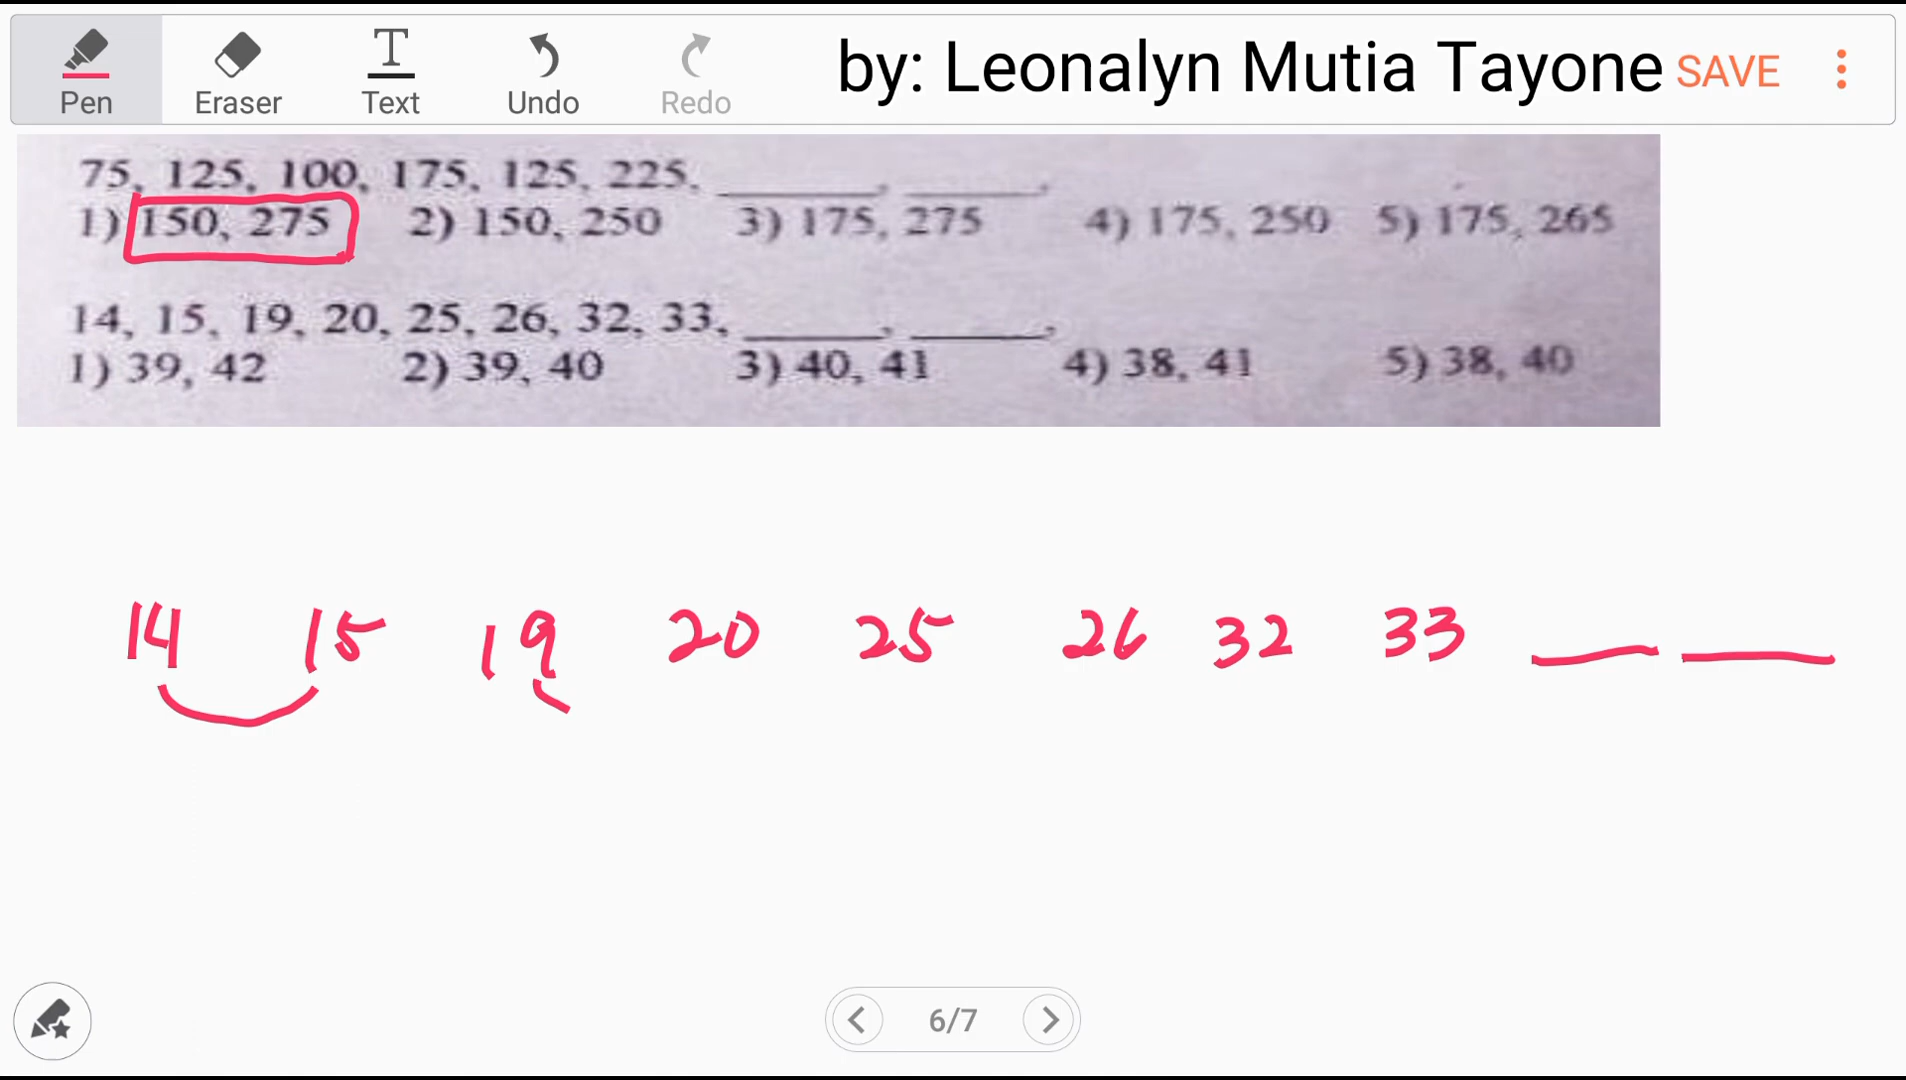 Pen Eraser Text Undo Redo by: Leonalyn Mutia Tayone SAVE
75, 125, 100, 175, 125, 225, ______, ______,
1) 150, 275 2) 150, 250 3) 175, 275 4) 175, 250 5) 175, 265
14, 15, 19, 20, 25, 26, 32, 33, ______, ______,
1) 39, 42 2) 39, 40 3) 40, 41 4) 38, 41 5) 38, 40
14 15 19 20 25 26 32 33 ___ ___
6/7